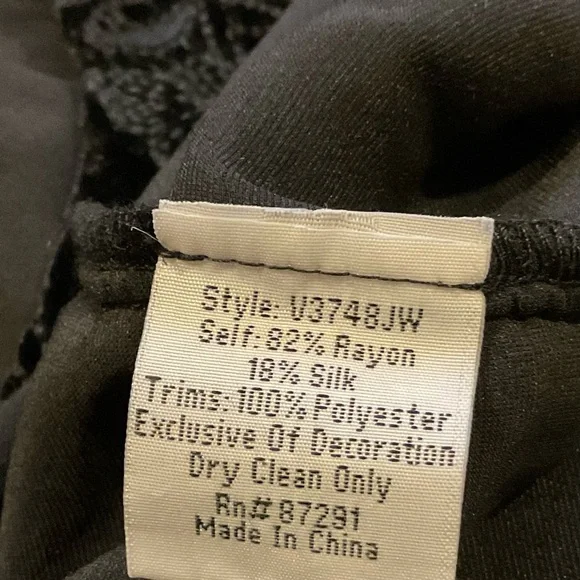 Style: V3748JW
Self: 82% Rayon
18% Silk
Trims: 100% Polyester
Exclusive Of Decoration
Dry Clean Only
Rn# 87291
Made In China